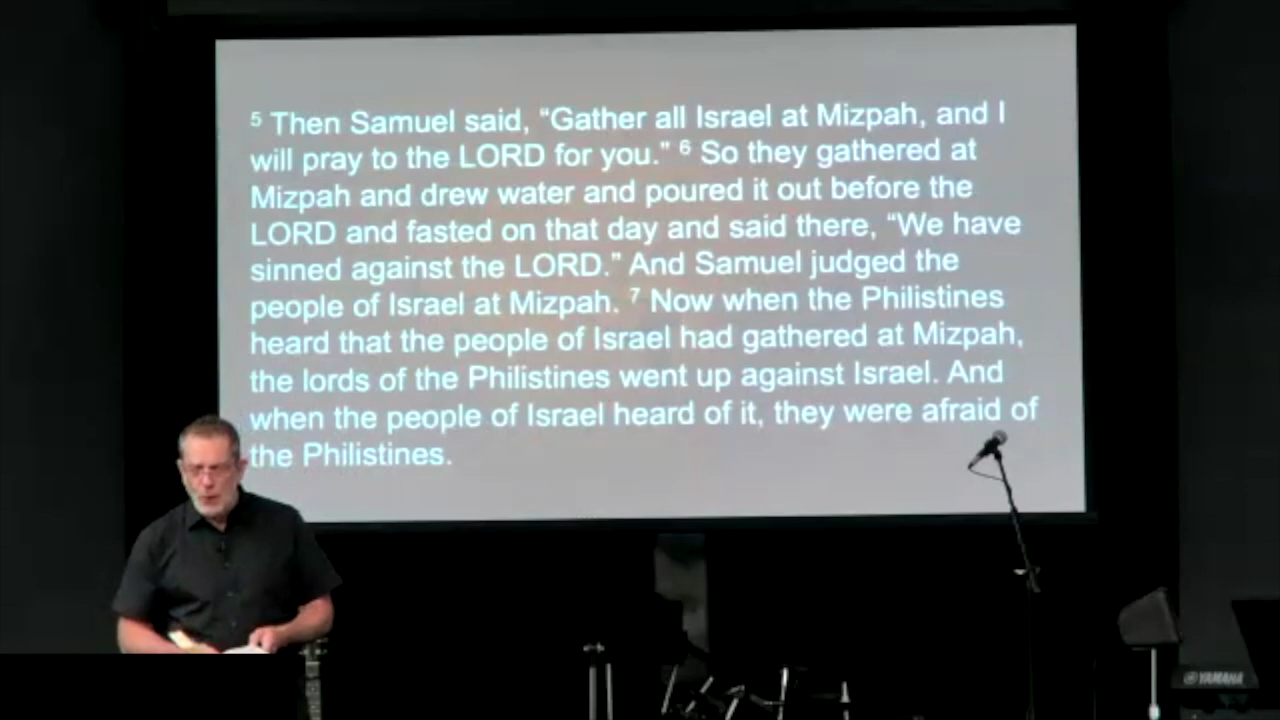 ⁵ Then Samuel said, “Gather all Israel at Mizpah, and I
will pray to the LORD for you.” ⁶ So they gathered at
Mizpah and drew water and poured it out before the
LORD and fasted on that day and said there, “We have
sinned against the LORD.” And Samuel judged the
people of Israel at Mizpah. ⁷ Now when the Philistines
heard that the people of Israel had gathered at Mizpah,
the lords of the Philistines went up against Israel. And
when the people of Israel heard of it, they were afraid of
the Philistines.
YAMAHA